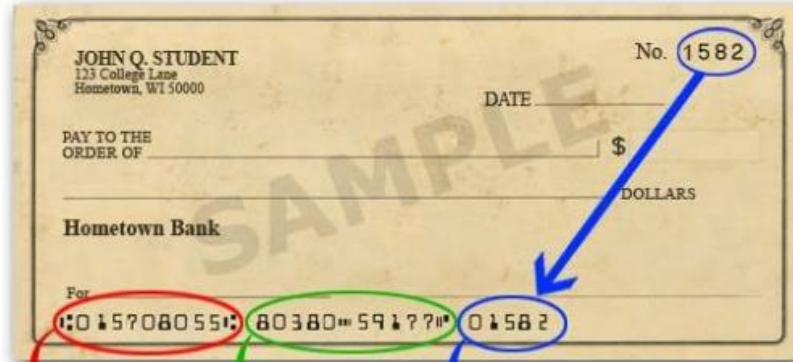 JOHN Q. STUDENT
123 College Lane
Hometown, WI 50000
No. 1582
DATE
PAY TO THE
ORDER OF
$
DOLLARS
SAMPLE
Hometown Bank
For
⑆015708055⑆ 80380⑉59177⑈ 01582